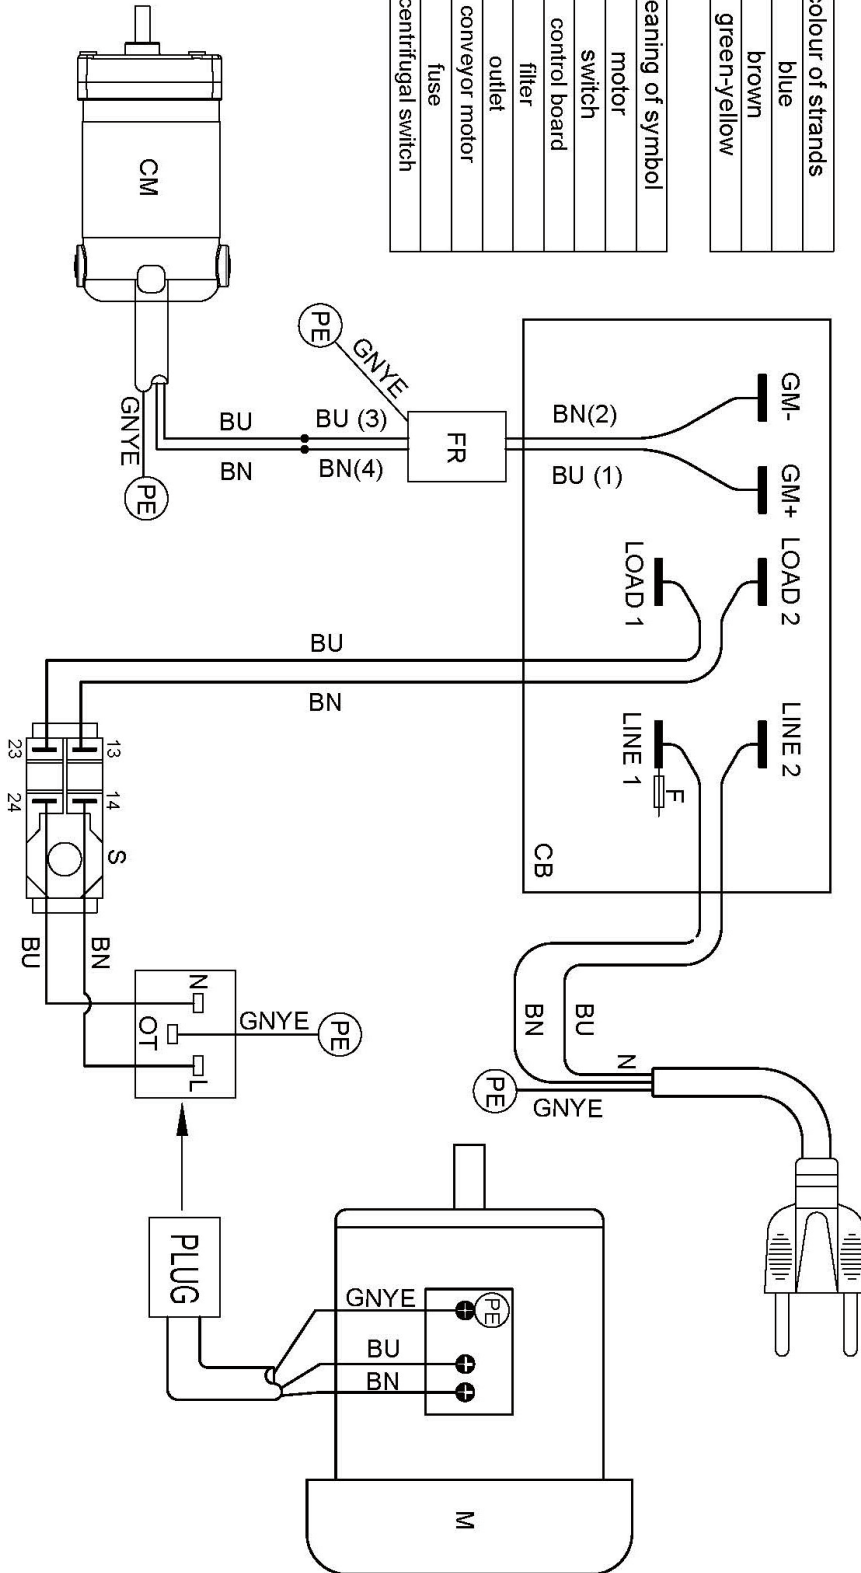 colour of strands
blue
brown
green-yellow
eaning of symbol
motor
switch
control board
filter
outlet
conveyor motor
fuse
centrifugal switch
CM
GNYE
PE
BU
BN
PE
GNYE
BU (3)
BN(4)
FR
BN(2)
BU (1)
GM-
GM+
LOAD 2
LOAD 1
LINE 2
LINE 1
F
CB
BU
BN
13
23
14
24
S
BN
BU
N
OT
L
GNYE
PE
BU
BN
N
PE
GNYE
PLUG
GNYE
BU
BN
PE
M